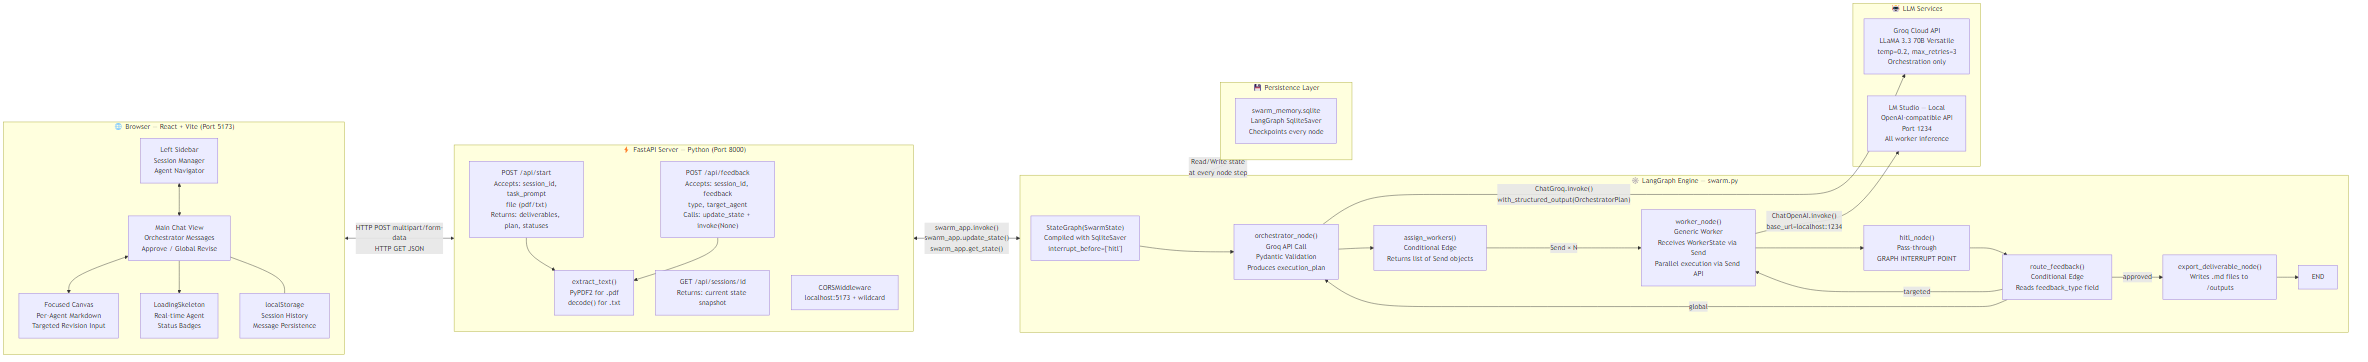 🌐 Browser — React + Vite (Port 5173)
Left Sidebar
Session Manager
Agent Navigator
Main Chat View
Orchestrator Messages
Approve / Global Revise
Focused Canvas
Per-Agent Markdown
Targeted Revision Input
LoadingSkeleton
Real-time Agent
Status Badges
localStorage
Session History
Message Persistence
HTTP POST multipart/form-
data
HTTP GET JSON
⚡ FastAPI Server — Python (Port 8000)
POST /api/start
Accepts: session_id,
task_prompt
file (pdf/txt)
Returns: deliverables,
plan, statuses
POST /api/feedback
Accepts: session_id,
feedback
type, target_agent
Calls: update_state +
invoke(None)
extract_text()
PyPDF2 for .pdf
decode() for .txt
GET /api/sessions/id
Returns: current state
snapshot
CORSMiddleware
localhost:5173 + wildcard
swarm_app.invoke()
swarm_app.update_state()
swarm_app.get_state()
💾 Persistence Layer
swarm_memory.sqlite
LangGraph SqliteSaver
Checkpoints every node
Read/Write state
at every node step
LangGraph Engine — swarm.py
StateGraph(SwarmState)
Compiled with SqliteSaver
interrupt_before=['hitl']
orchestrator_node()
Groq API Call
Pydantic Validation
Produces execution_plan
ChatGroq.invoke()
with_structured_output(OrchestratorPlan)
assign_workers()
Conditional Edge
Returns list of Send objects
Send × N
worker_node()
Generic Worker
Receives WorkerState via
Send
Parallel execution via Send
API
ChatOpenAI.invoke()
base_url=localhost:1234
hitl_node()
Pass-through
GRAPH INTERRUPT POINT
route_feedback()
Conditional Edge
Reads feedback_type field
approved
targeted
global
export_deliverable_node()
Writes .md files to
/outputs
END
LLM Services
Groq Cloud API
LLaMA 3.3 70B Versatile
temp=0.2, max_retries=3
Orchestration only
LM Studio — Local
OpenAI-compatible API
Port 1234
All worker inference